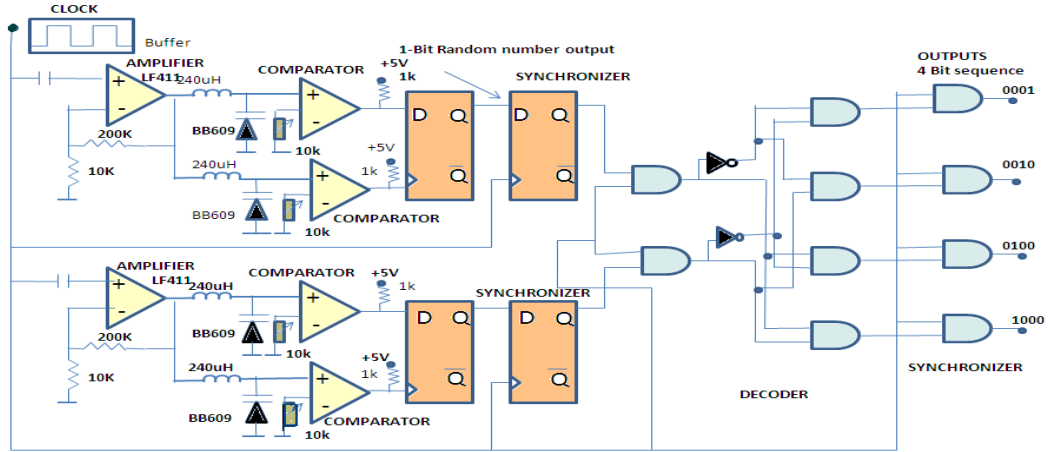 CLOCK
Buffer
AMPLIFIER
LF411
240uH
COMPARATOR
+5V
1k
1-Bit Random number output
SYNCHRONIZER
OUTPUTS
4 Bit sequence
0001
+
-
200K
10K
BB609
10k
+
-
D Q
Q
D Q
Q
240uH
BB609
10k
+
-
+5V
1k
COMPARATOR
0010
0100
1000
AMPLIFIER
LF411
240uH
COMPARATOR
+5V
1k
SYNCHRONIZER
+
-
200K
10K
BB609
10k
+
-
D Q
Q
D Q
Q
240uH
BB609
10k
+
-
+5V
1k
COMPARATOR
DECODER
SYNCHRONIZER